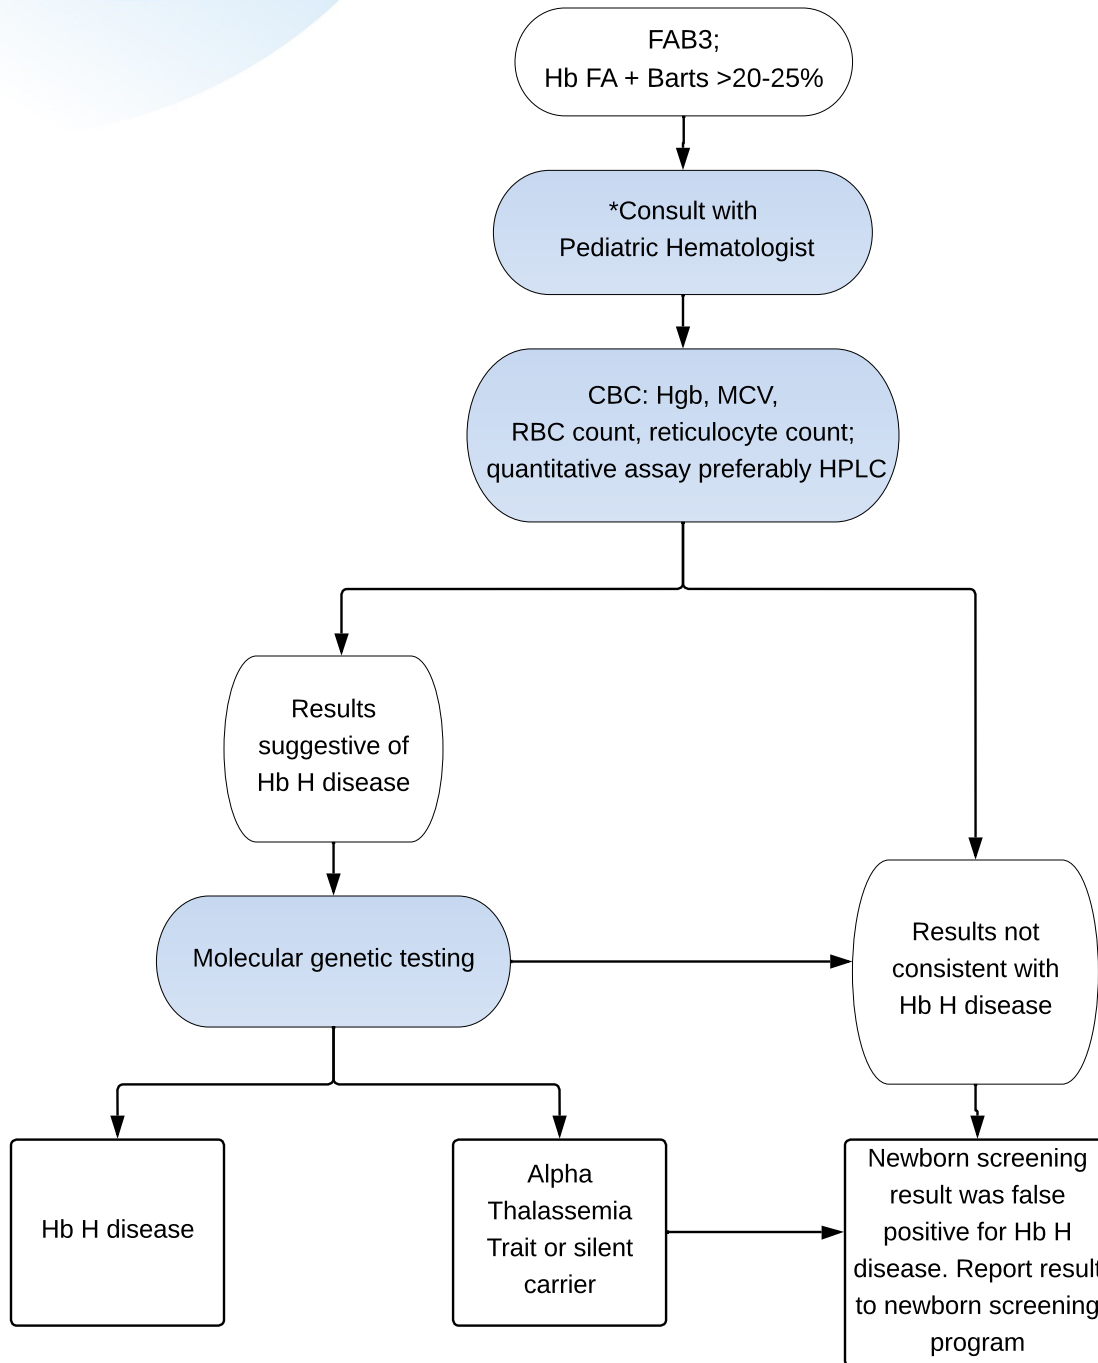 FAB3;
Hb FA + Barts >20-25%
*Consult with
Pediatric Hematologist
CBC: Hgb, MCV,
RBC count, reticulocyte count;
quantitative assay preferably HPLC
Results
suggestive of
Hb H disease
Molecular genetic testing
Results not
consistent with
Hb H disease
Hb H disease
Alpha
Thalassemia
Trait or silent
carrier
Newborn screening
result was false
positive for Hb H
disease. Report result
to newborn screening
program